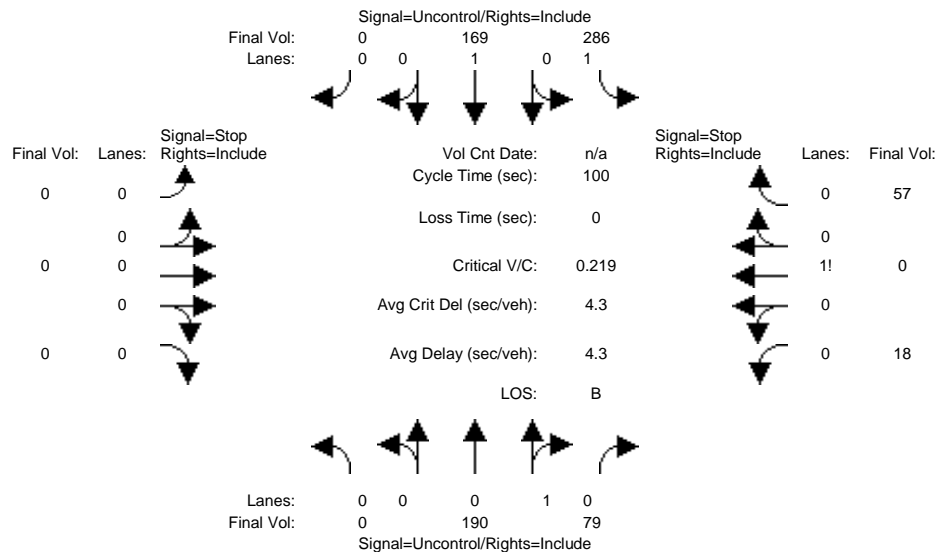 Signal=Uncontrol/Rights=Include
Final Vol: 0 169 286
Lanes: 0 0 1 0 1
Signal=Stop Signal=Stop
Final Vol: Lanes: Rights=Include Vol Cnt Date: n/a Rights=Include Lanes: Final Vol:
Cycle Time (sec): 100
0 0 0 57
Loss Time (sec): 0
0 0
0 0 Critical V/C: 0.219 1! 0
0 Avg Crit Del (sec/veh): 4.3 0
0 0 Avg Delay (sec/veh): 4.3 0 18
LOS: B
Lanes: 0 0 0 1 0
Final Vol: 0 190 79
Signal=Uncontrol/Rights=Include